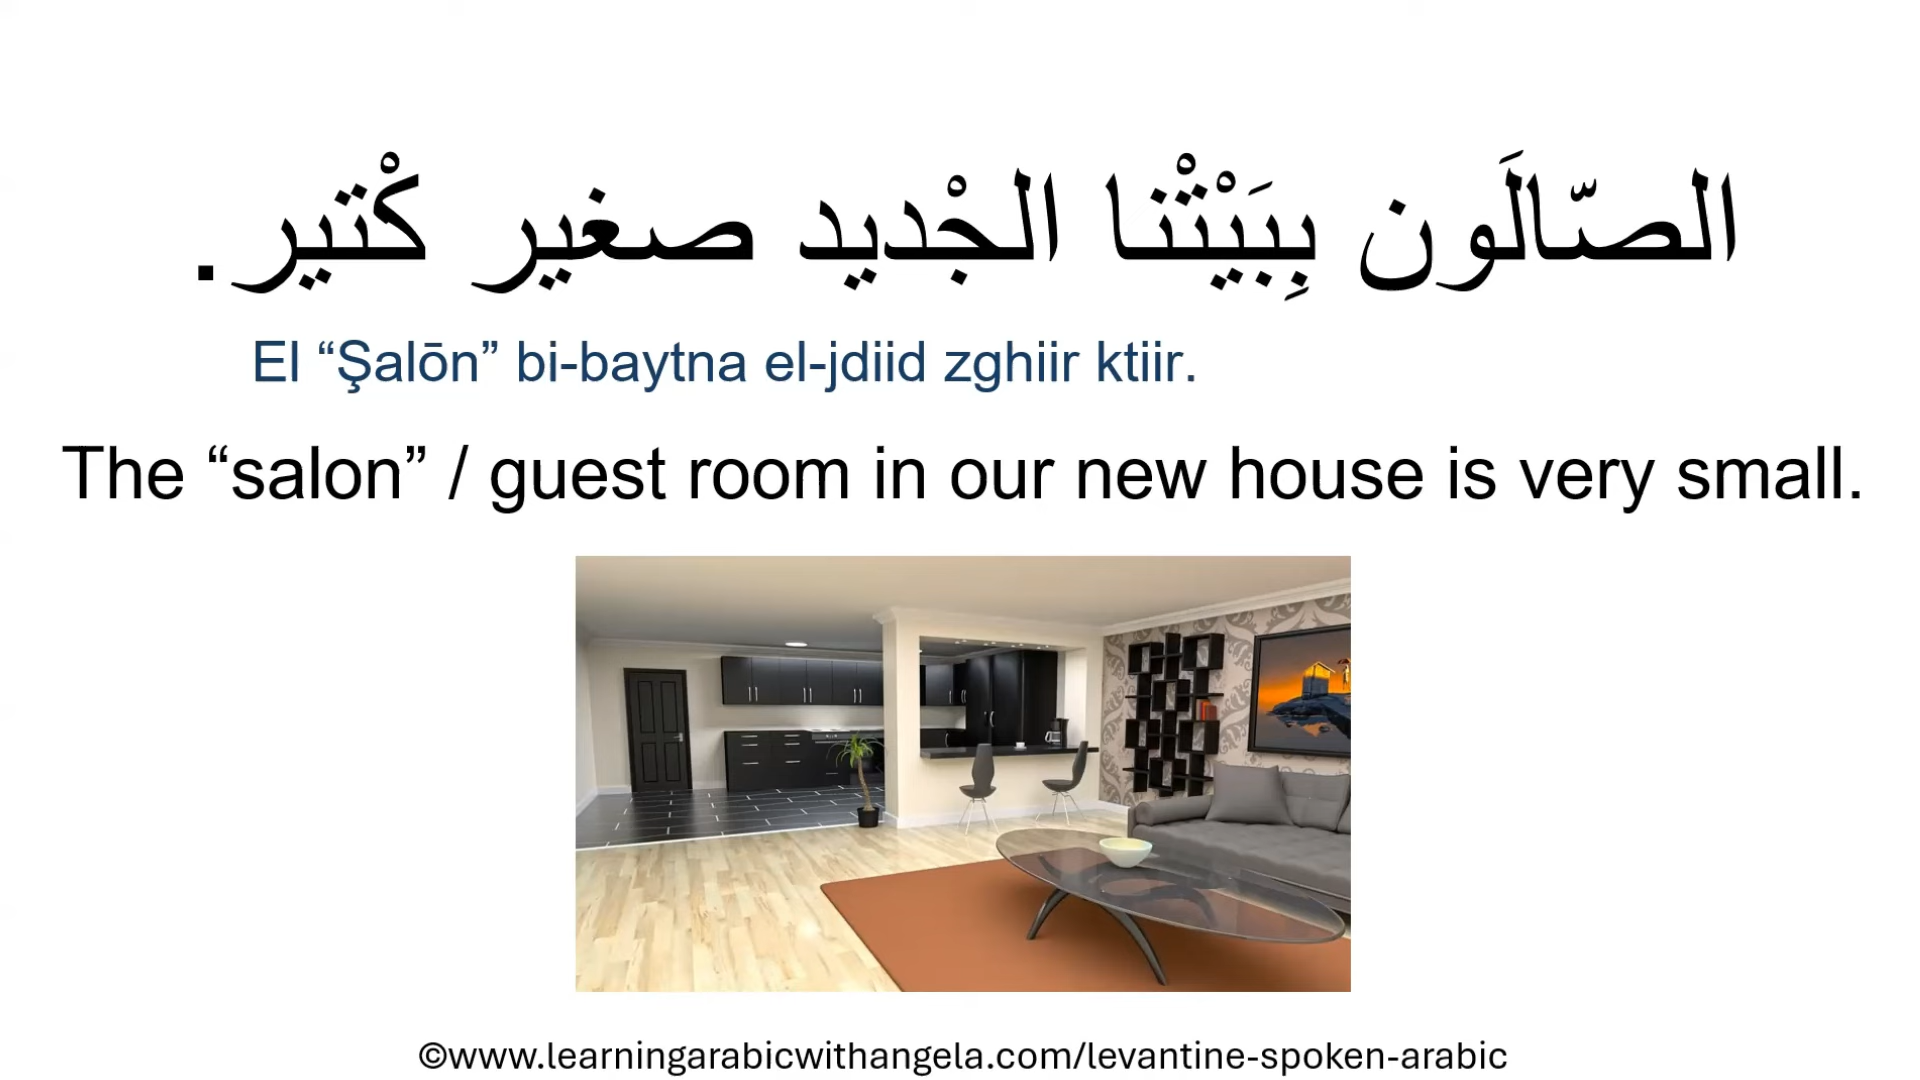 الصّالَون بِبَيْتْنا الجْديد صغير كْتير.
El “Şalōn” bi-baytna el-jdiid zghiir ktiir.
The “salon” / guest room in our new house is very small.
©www.learningarabicwithangela.com/levantine-spoken-arabic